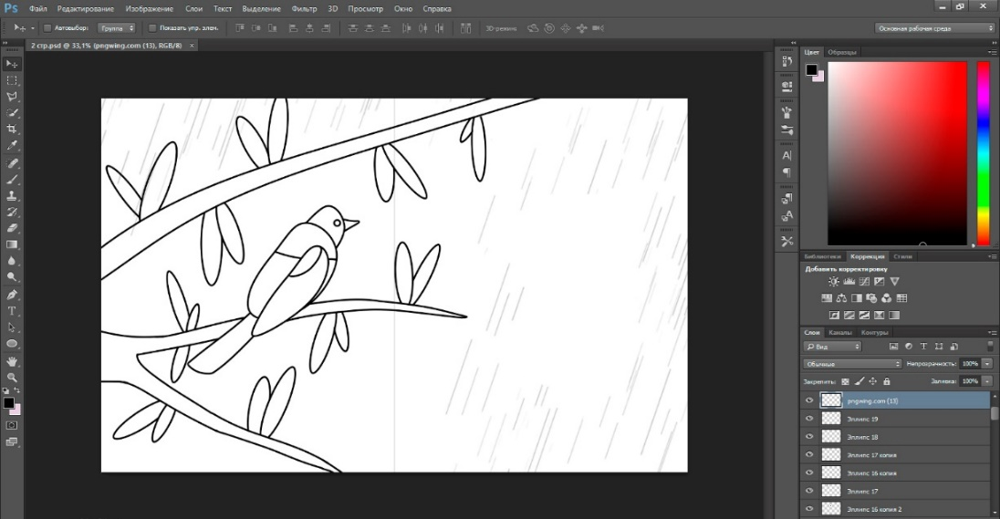 Ps Файл Редактирование Изображение Слои Текст Выделение Фильтр 3D Просмотр Окно Справка
Автовыбор: Группа Показать упр. элем. 3D-режим: Основная рабочая среда
2 стр.psd @ 33,1% (pngwing.com (13), RGB/8) ×
Цвет Образцы
Библиотеки Коррекция Стили
Добавить корректировку
Слои Каналы Контуры
Вид
Обычные Непрозрачность: 100%
Закрепить: Заливка: 100%
pngwing.com (13)
Эллипс 19
Эллипс 18
Эллипс 17 копия
Эллипс 16 копия
Эллипс 17
Эллипс 16 копия 2